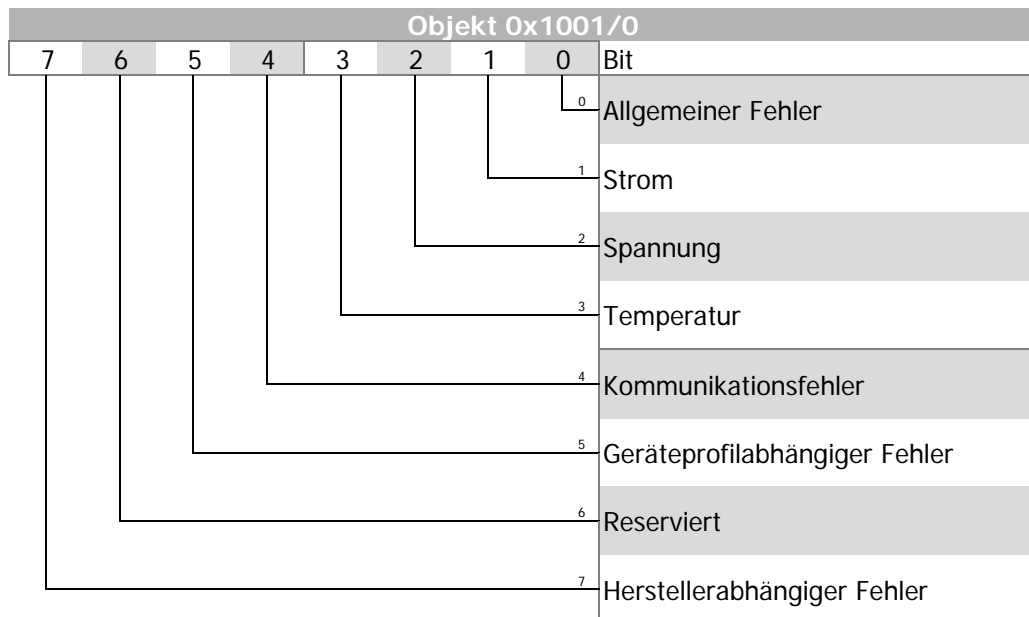 Objekt 0x1001/0
7 6 5 4 3 2 1 0 Bit
0 Allgemeiner Fehler
1 Strom
2 Spannung
3 Temperatur
4 Kommunikationsfehler
5 Geräteprofilabhängiger Fehler
6 Reserviert
7 Herstellerabhängiger Fehler